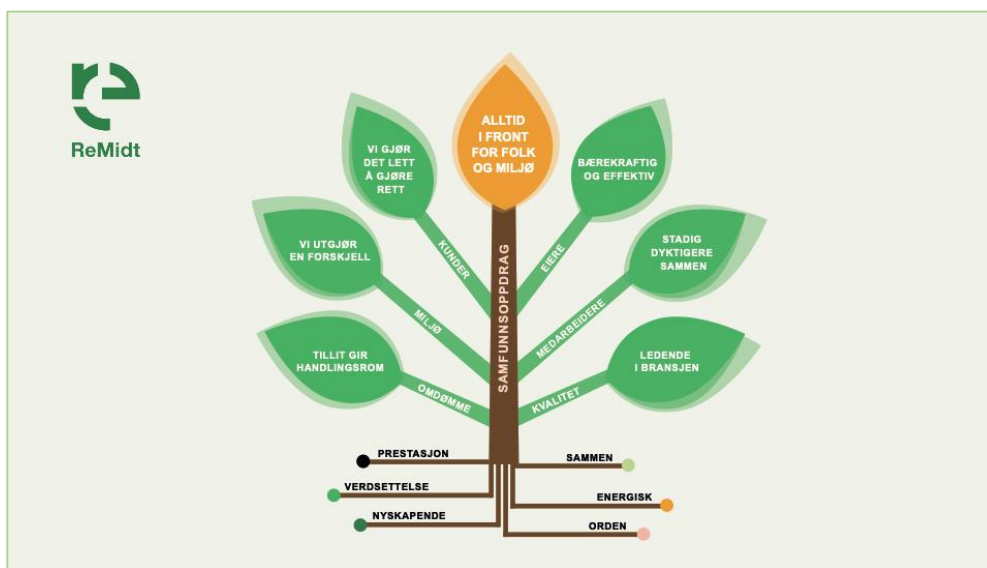 re
ReMidt
ALLTID
I FRONT
FOR FOLK
OG MILJØ
VI GJØR
DET LETT
Å GJØRE
RETT
BÆREKRAFTIG
OG EFFEKTIV
VI UTGJØR
EN FORSKJELL
STADIG
DYKTIGERE
SAMMEN
TILLIT GIR
HANDLINGSROM
LEDENDE
I BRANSJEN
KUNDER
EIERE
MILJØ
MEDARBEIDERE
OMDØMME
KVALITET
SAMFUNNSOPPDRAG
PRESTASJON
SAMMEN
VERDSETTELSE
ENERGISK
NYSKAPENDE
ORDEN